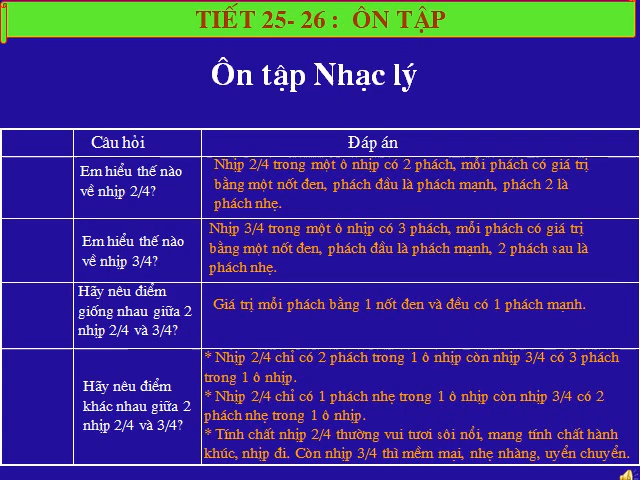 TIẾT 25- 26 : ÔN TẬP
Ôn tập Nhạc lý
Câu hỏi
Đáp án
Em hiểu thế nào
về nhịp 2/4?
Nhịp 2/4 trong một ô nhịp có 2 phách, mỗi phách có giá trị
bằng một nốt đen, phách đầu là phách mạnh, phách 2 là
phách nhẹ.
Em hiểu thế nào
về nhịp 3/4?
Nhịp 3/4 trong một ô nhịp có 3 phách, mỗi phách có giá trị
bằng một nốt đen, phách đầu là phách mạnh, 2 phách sau là
phách nhẹ.
Hãy nêu điểm
giống nhau giữa 2
nhịp 2/4 và 3/4?
Giá trị mỗi phách bằng 1 nốt đen và đều có 1 phách mạnh.
Hãy nêu điểm
khác nhau giữa 2
nhịp 2/4 và 3/4?
* Nhịp 2/4 chỉ có 2 phách trong 1 ô nhịp còn nhịp 3/4 có 3 phách
trong 1 ô nhịp.
* Nhịp 2/4 chỉ có 1 phách nhẹ trong 1 ô nhịp còn nhịp 3/4 có 2
phách nhẹ trong 1 ô nhịp.
* Tính chất nhịp 2/4 thường vui tươi sôi nổi, mang tính chất hành
khúc, nhịp đi. Còn nhịp 3/4 thì mềm mại, nhẹ nhàng, uyển chuyển.